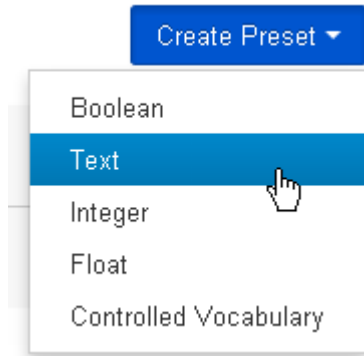 Create Preset
Boolean
Text
Integer
Float
Controlled Vocabulary